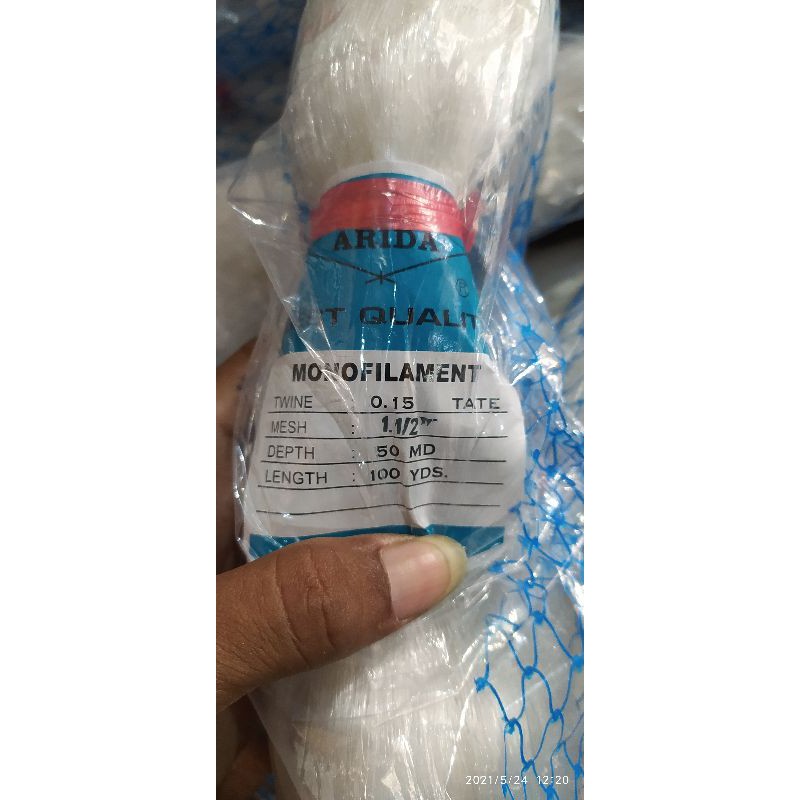 ARIDA
®
QUALIT
MONOFILAMENT
TWINE - 0.15 TATE
MESH : 1.1/2"
DEPTH : 50 MD
LENGTH : 100 YDS.
2021/5/24 12:20